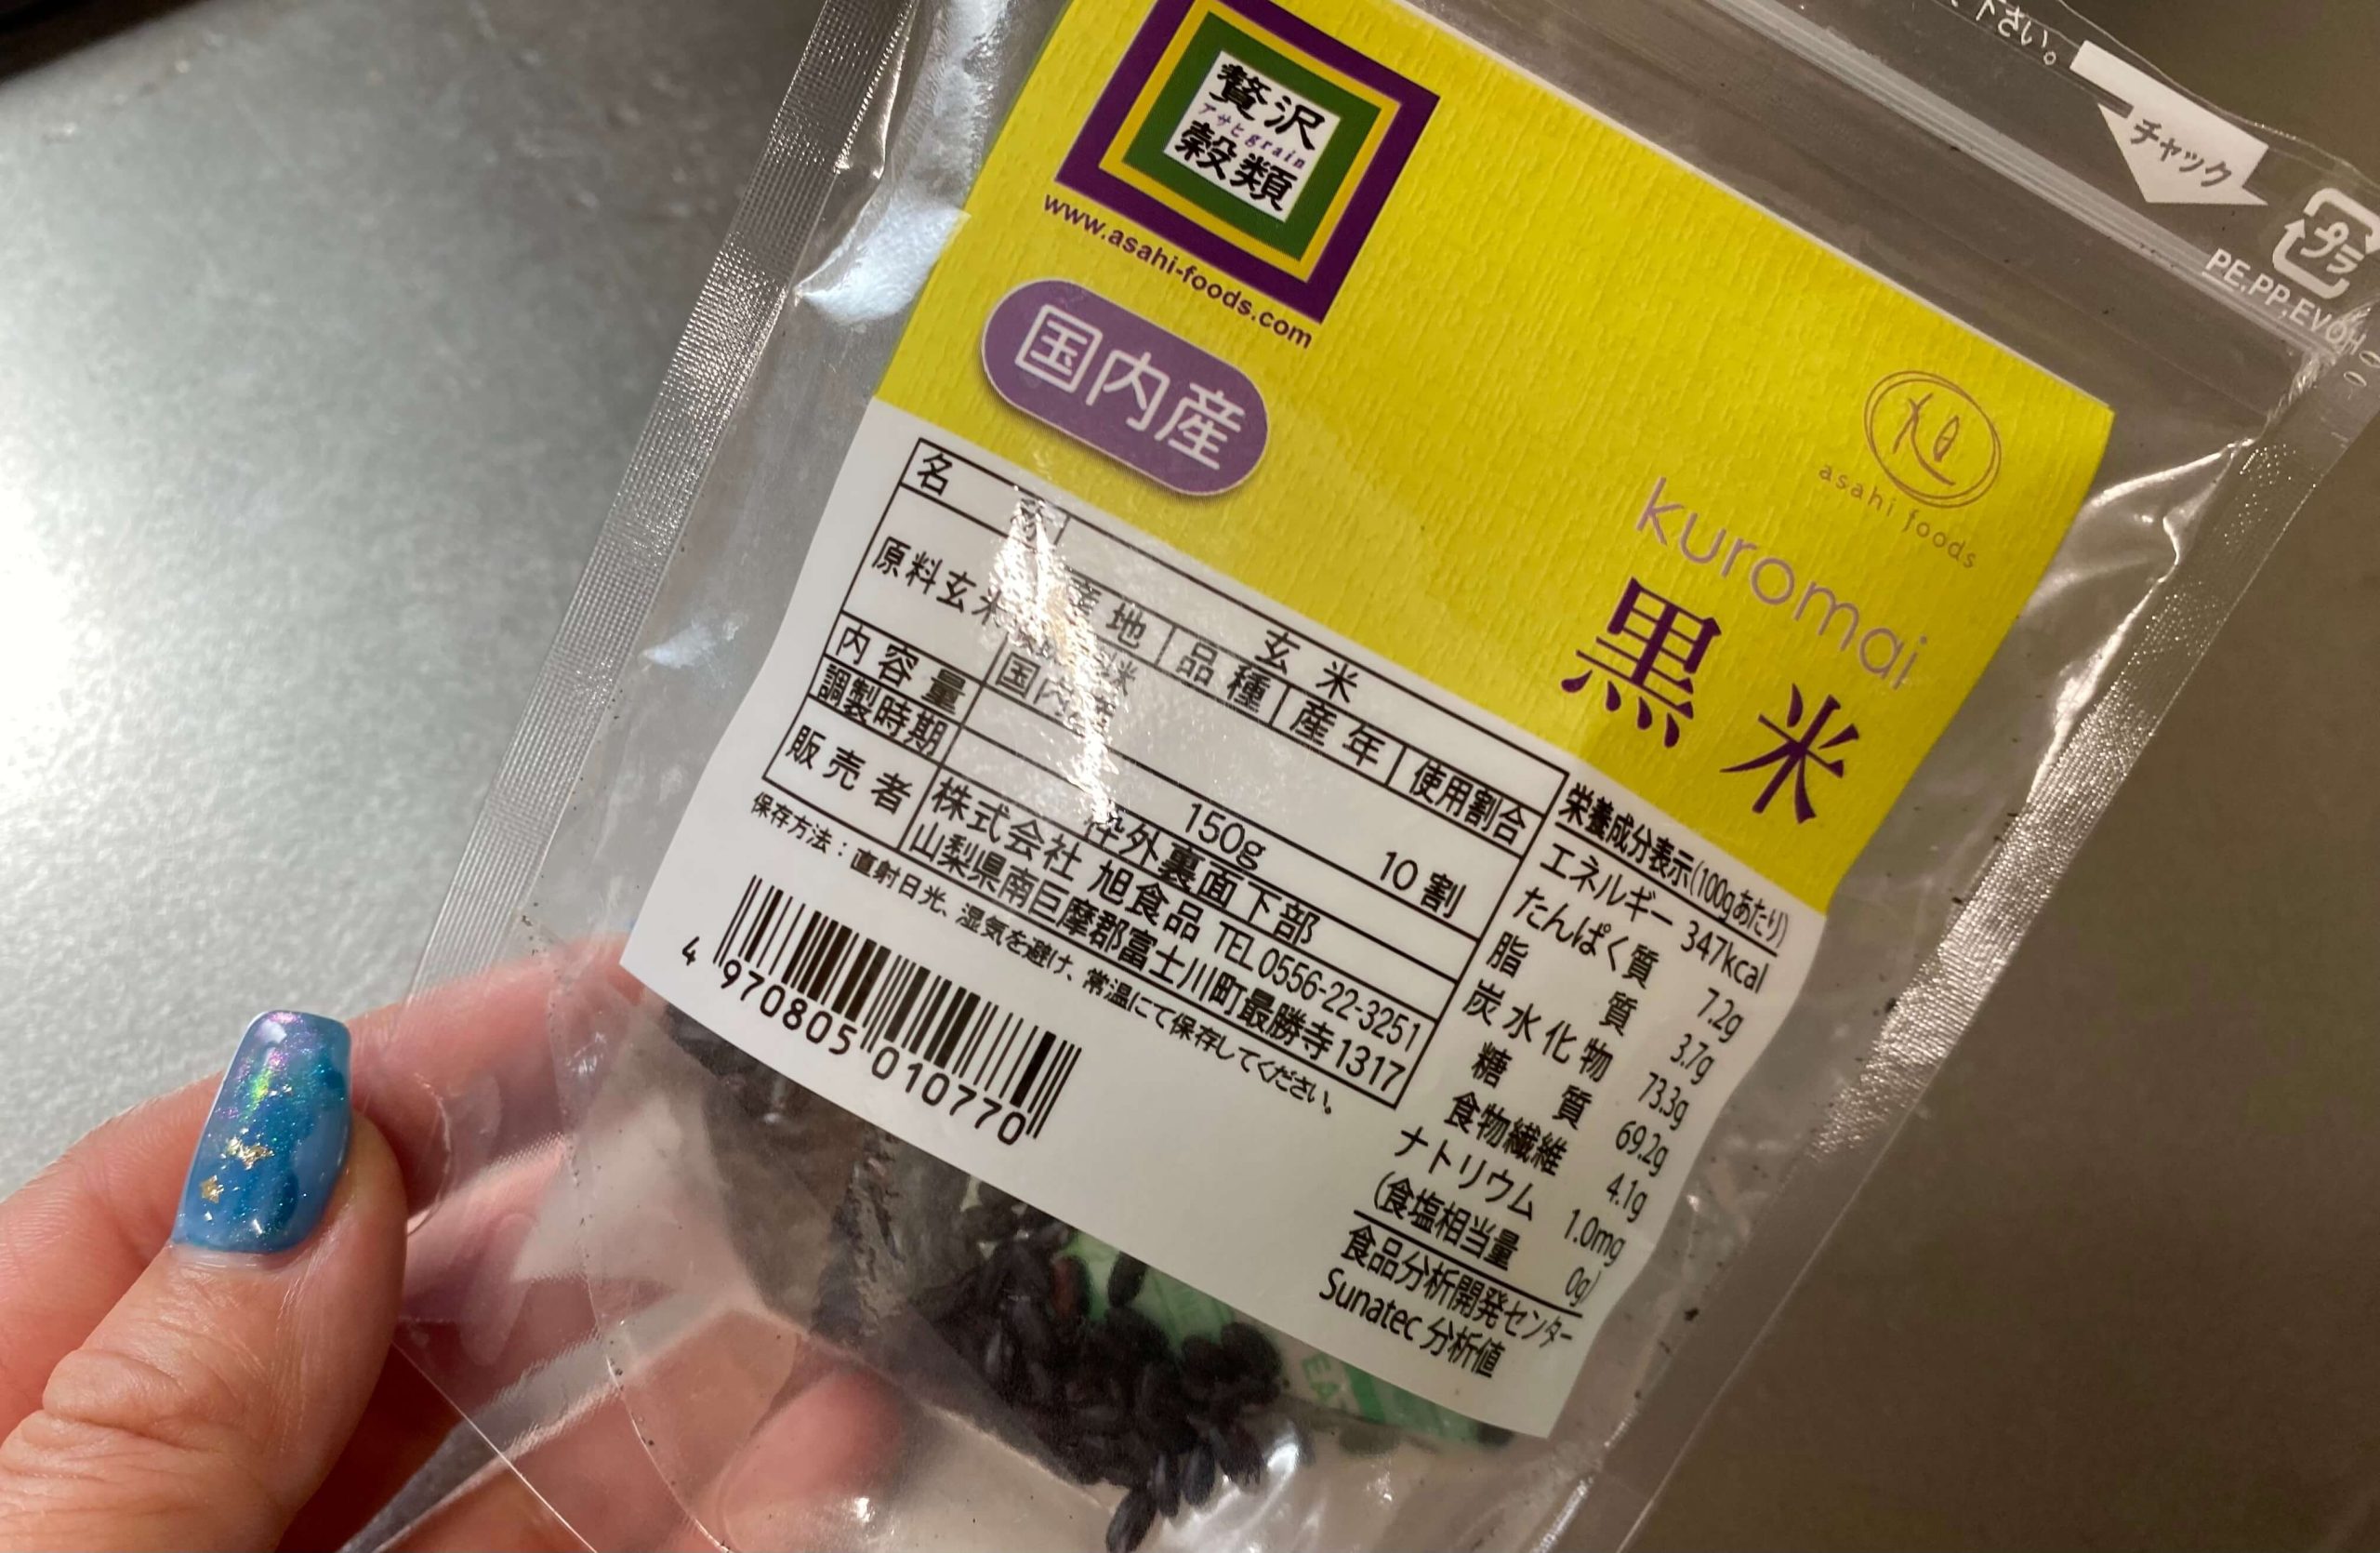 下さい。
チャック
プラ
PE,PP,EVOH
贅沢
アサヒgrain
穀類
www.asahi-foods.com
国内産
旭
asahi foods
kuromai
黒米
名 玄米
原料玄米 産地 品種 産年 使用割合
国内産 10割
内容量 150g
調製時期 枠外裏面下部
販売者 株式会社 旭食品 TEL0556-22-3251
山梨県南巨摩郡富士川町最勝寺1317
保存方法:直射日光、湿気を避け、常温にて保存してください。
4 970805 010770
栄養成分表示(100gあたり)
エネルギー 347kcal
たんぱく質 7.2g
脂質 3.7g
炭水化物 73.3g
糖質 69.2g
食物繊維 4.1g
ナトリウム 1.0mg
(食塩相当量 0g)
食品分析開発センター
Sunatec 分析値